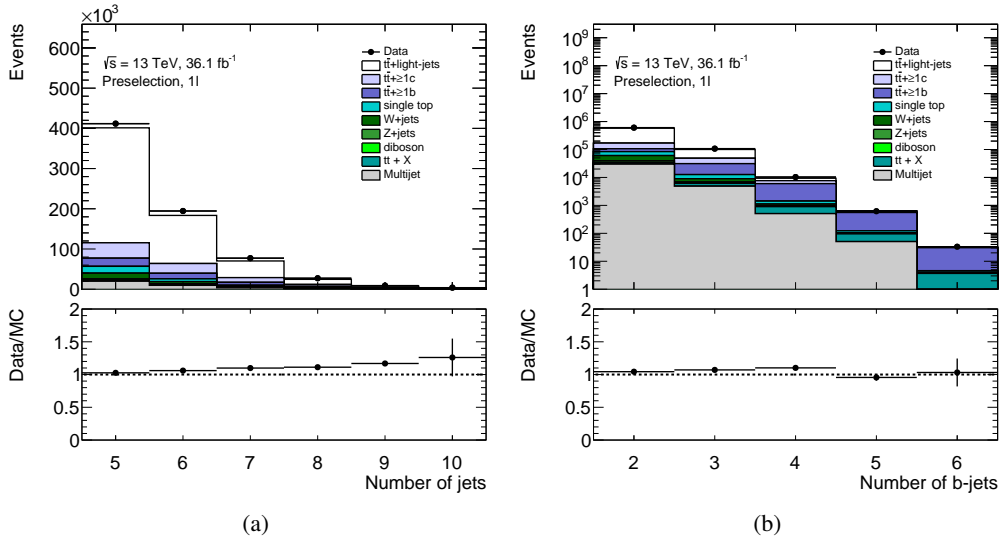 ×10³
Events
600
500
400
300
200
100
0
√s = 13 TeV, 36.1 fb⁻¹
Preselection, 1l
Data
tt̄+light-jets
tt̄+≥1c
tt̄+≥1b
single top
W+jets
Z+jets
diboson
tt + X
Multijet
Data/MC
2
1.5
1
0.5
0
5 6 7 8 9 10
Number of jets
(a)
Events
10⁹
10⁸
10⁷
10⁶
10⁵
10⁴
10³
10²
10
1
√s = 13 TeV, 36.1 fb⁻¹
Preselection, 1l
Data
tt̄+light-jets
tt̄+≥1c
tt̄+≥1b
single top
W+jets
Z+jets
diboson
tt + X
Multijet
Data/MC
2
1.5
1
0.5
0
2 3 4 5 6
Number of b-jets
(b)